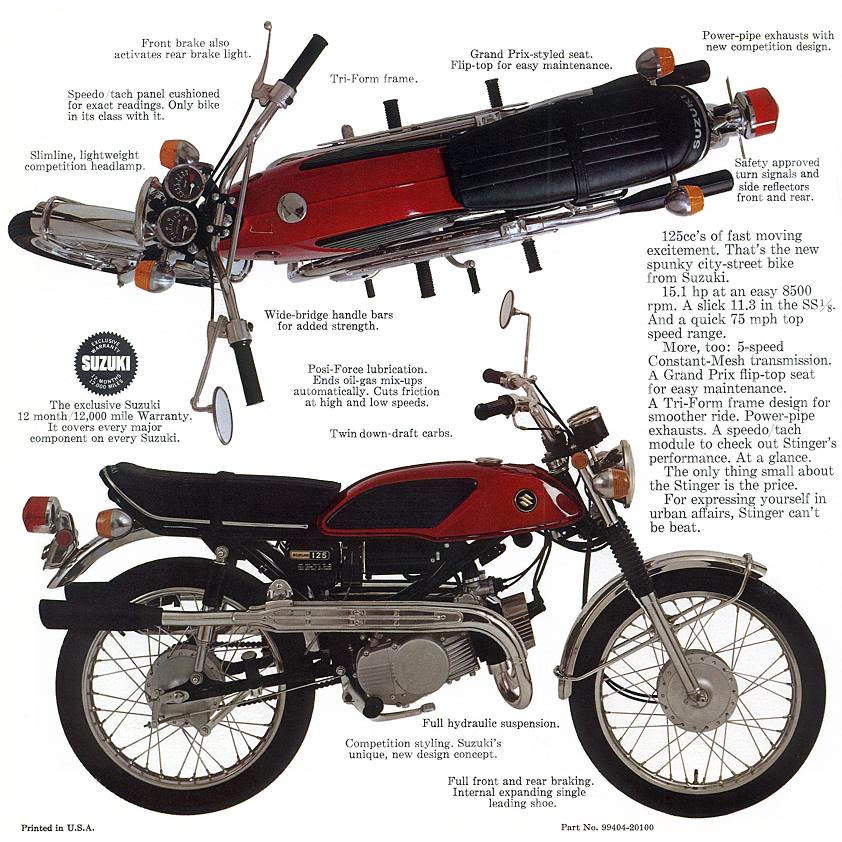 Front brake also
activates rear brake light.
Speedo/tach panel cushioned
for exact readings. Only bike
in its class with it.
Slimline, lightweight
competition headlamp.
Tri-Form frame.
Grand Prix-styled seat.
Flip-top for easy maintenance.
Power-pipe exhausts with
new competition design.
SUZUKI
Safety approved
turn signals and
side reflectors
front and rear.
Wide-bridge handle bars
for added strength.
EXCLUSIVE
WARRANTY
SUZUKI
12 MONTHS
12,000 MILES
The exclusive Suzuki
12 month/12,000 mile Warranty.
It covers every major
component on every Suzuki.
Posi-Force lubrication.
Ends oil-gas mix-ups
automatically. Cuts friction
at high and low speeds.
Twin down-draft carbs.
125cc's of fast moving
excitement. That's the new
spunky city-street bike
from Suzuki.
15.1 hp at an easy 8500
rpm. A slick 11.3 in the SS⅛.
And a quick 75 mph top
speed range.
More, too: 5-speed
Constant-Mesh transmission.
A Grand Prix flip-top seat
for easy maintenance.
A Tri-Form frame design for
smoother ride. Power-pipe
exhausts. A speedo/tach
module to check out Stinger's
performance. At a glance.
The only thing small about
the Stinger is the price.
For expressing yourself in
urban affairs, Stinger can't
be beat.
125
Full hydraulic suspension.
Competition styling. Suzuki's
unique, new design concept.
Full front and rear braking.
Internal expanding single
leading shoe.
Printed in U.S.A.
Part No. 99404-20100